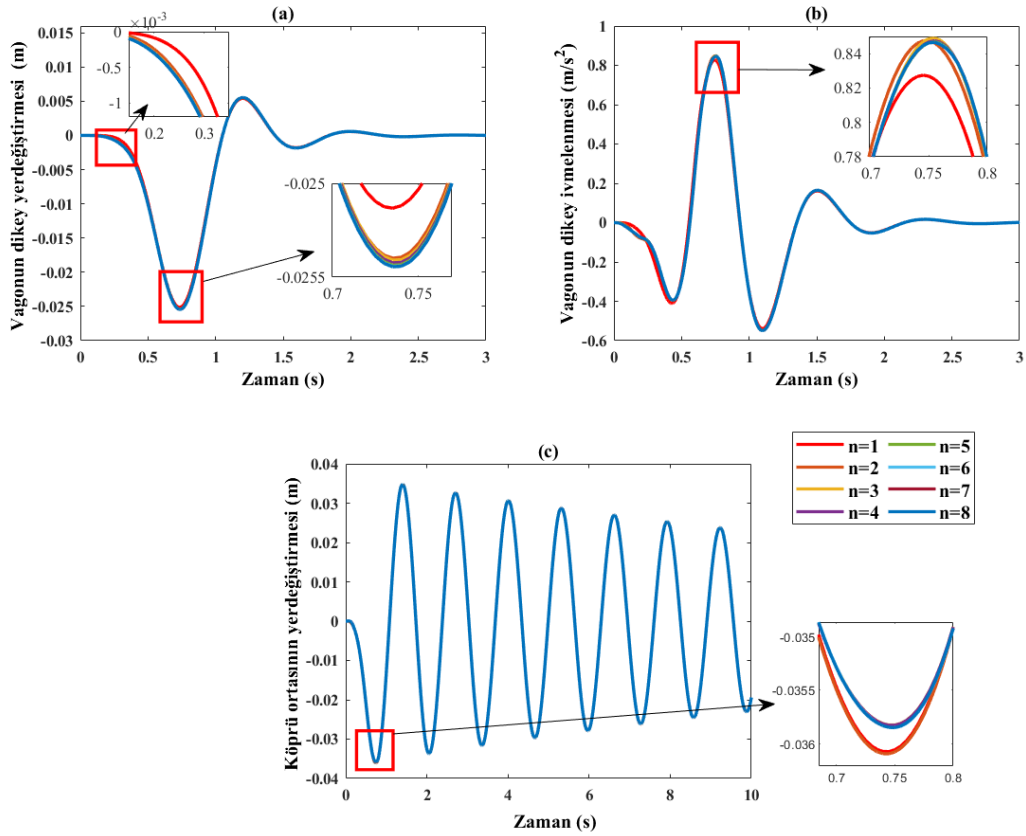 (a)
Vagonun dikey yerdeğiştirmesi (m)
0.015
0.01
0.005
0
-0.005
-0.01
-0.015
-0.02
-0.025
-0.03
0 0.5 1 1.5 2 2.5 3
Zaman (s)
×10⁻³
0
-0.5
-1
0.2 0.3
-0.025
-0.0255
0.7 0.75
(b)
Vagonun dikey ivmelenmesi (m/s²)
1
0.8
0.6
0.4
0.2
0
-0.2
-0.4
-0.6
0 0.5 1 1.5 2 2.5 3
Zaman (s)
0.84
0.82
0.8
0.78
0.7 0.75 0.8
(c)
Köprü ortasının yerdeğiştirmesi (m)
0.04
0.03
0.02
0.01
0
-0.01
-0.02
-0.03
-0.04
0 2 4 6 8 10
Zaman (s)
n=1 n=5
n=2 n=6
n=3 n=7
n=4 n=8
-0.035
-0.0355
-0.036
0.7 0.75 0.8